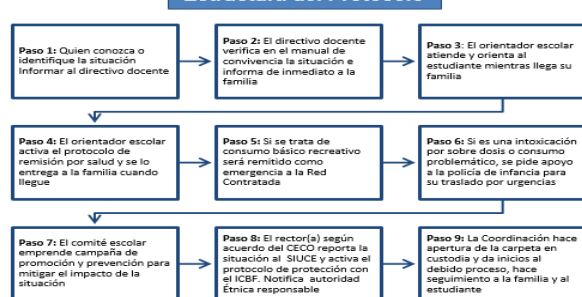 Estructura del Protocolo
Paso 1: Quien conozca o
identifique la situación
Informar al directivo docente
Paso 2: El directivo docente
verifica en el manual de
convivencia la situación e
informa de inmediato a la
familia
Paso 3: El orientador escolar
atiende y orienta al
estudiante mientras llega su
familia
Paso 4: El orientador escolar
activa el protocolo de
remisión por salud y se lo
entrega a la familia cuando
llegue
Paso 5: Si se trata de
consumo básico recreativo
será remitido como
emergencia a la Red
Contratada
Paso 6: Si es una intoxicación
por sobre dosis o consumo
problemático, se pide apoyo
a la policía de infancia para
su traslado por urgencias
Paso 7: El comité escolar
emprende campaña de
promoción y prevención para
mitigar el impacto de la
situación
Paso 8: El rector(a) según
acuerdo del CECO reporta la
situación al SIUCE y activa el
protocolo de protección con
el ICBF. Notifica autoridad
Étnica responsable
Paso 9: La Coordinación hace
apertura de la carpeta en
custodia y da inicios al
debido proceso, hace
seguimiento a la familia y al
estudiante